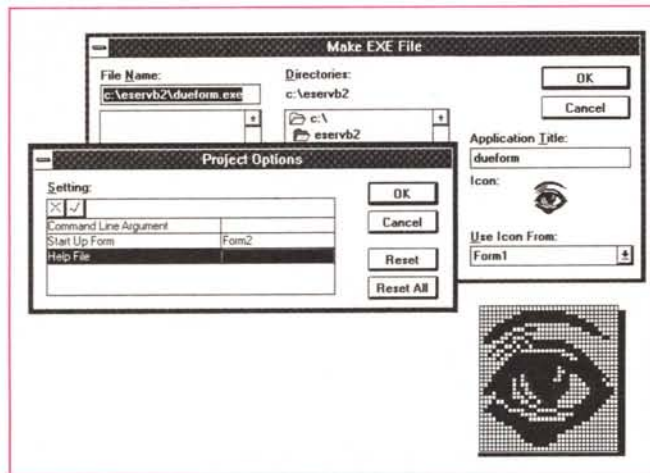 Make EXE File
File Name:
c:\eservb2\dueform.exe
Directories:
c:\eservb2
c:\
eservb2
OK
Cancel
Application Title:
dueform
Icon:
Use Icon From:
Form1
Project Options
Setting:
Command Line Argument
Start Up Form Form2
Help File
OK
Cancel
Reset
Reset All